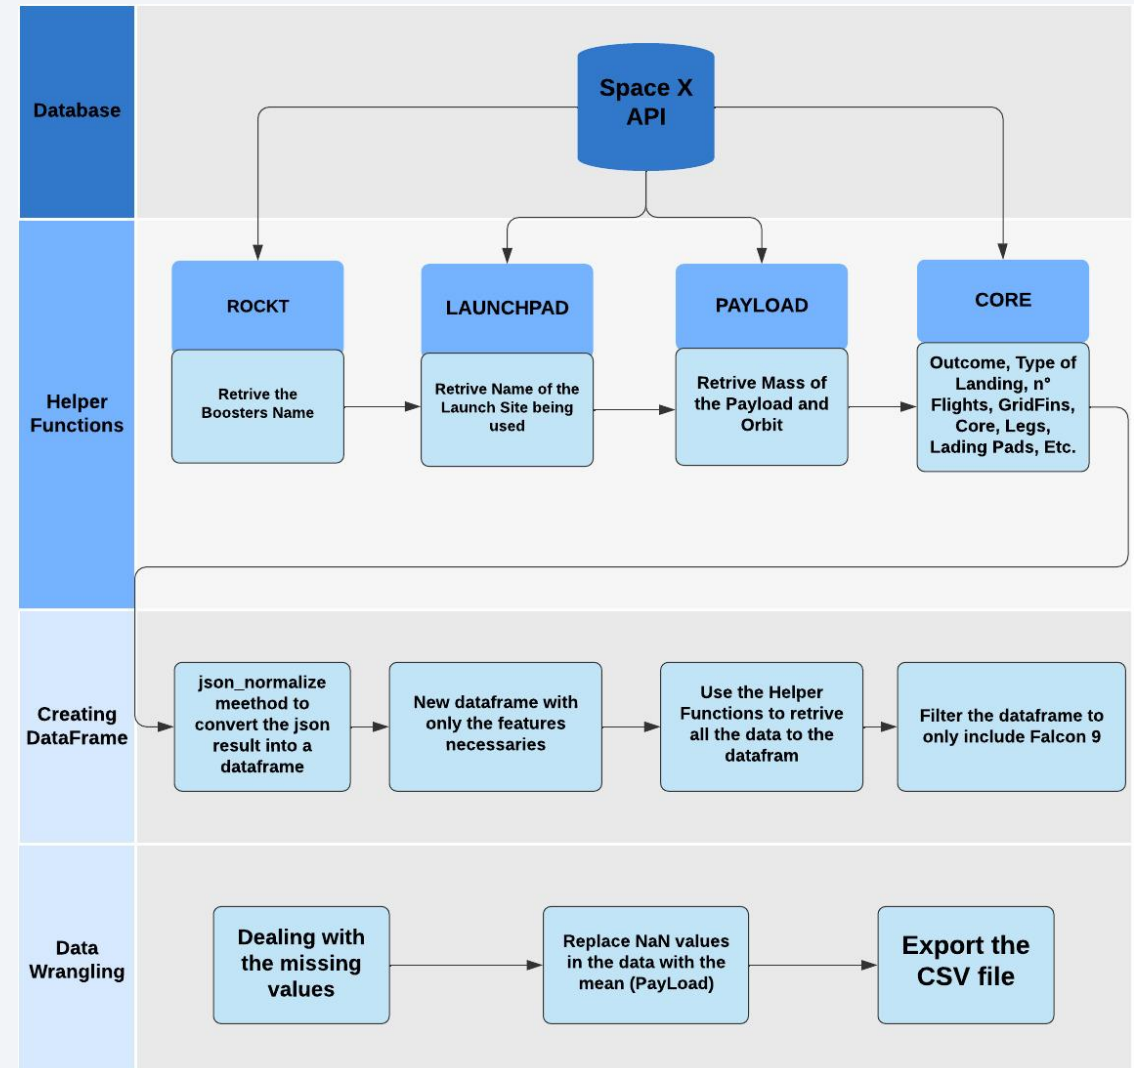 Database
Space X
API
Helper
Functions
ROCKT
LAUNCHPAD
PAYLOAD
CORE
Retrive the
Boosters Name
Retrive Name of the
Launch Site being
used
Retrive Mass of
the Payload and
Orbit
Outcome, Type of
Landing, n°
Flights, GridFins,
Core, Legs,
Lading Pads, Etc.
Creating
DataFrame
json_normalize
meethod to
convert the json
result into a
dataframe
New dataframe with
only the features
necessaries
Use the Helper
Functions to retrive
all the data to the
datafram
Filter the dataframe to
only include Falcon 9
Data
Wrangling
Dealing with
the missing
values
Replace NaN values
in the data with the
mean (PayLoad)
Export the
CSV file